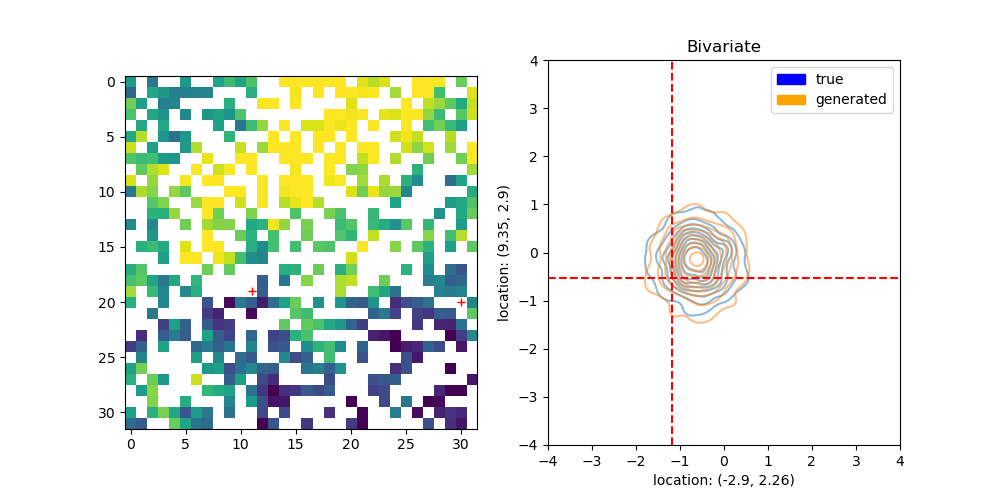 Bivariate
0
5
10
15
20
25
30
0 5 10 15 20 25 30
location: (9.35, 2.9)
4
3
2
1
0
−1
−2
−3
−4
true
generated
−4 −3 −2 −1 0 1 2 3 4
location: (-2.9, 2.26)